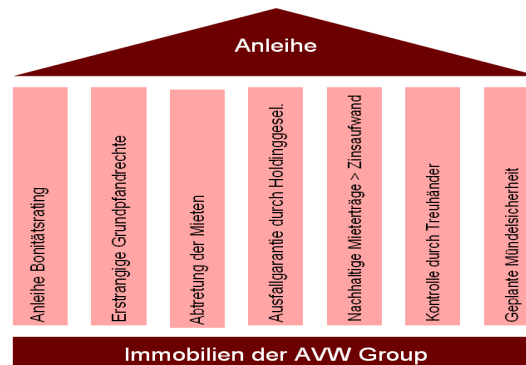 Anleihe
Anleihe Bonitätsrating
Erstrangige Grundpfandrechte
Abtretung der Mieten
Ausfallgarantie durch Holdinggesel.
Nachhaltige Mieterträge > Zinsaufwand
Kontrolle durch Treuhänder
Geplante Mündelsicherheit
Immobilien der AVW Group